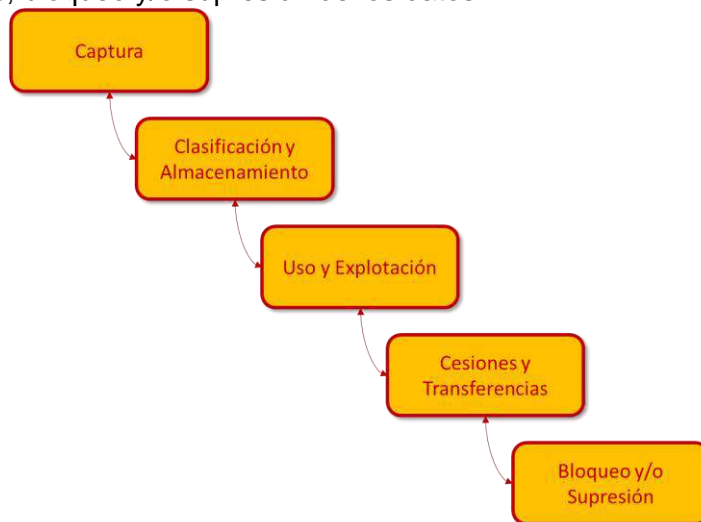 Captura
Clasificación y
Almacenamiento
Uso y Explotación
Cesiones y
Transferencias
Bloqueo y/o
Supresión